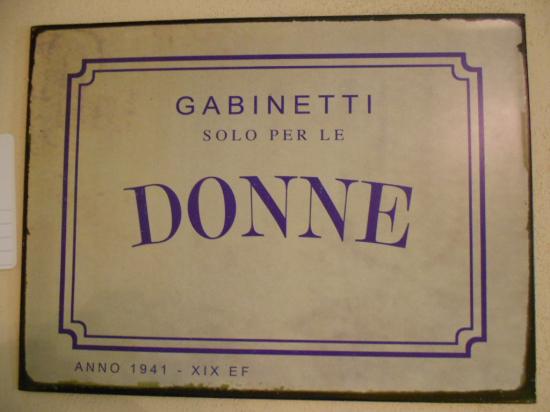 GABINETTI
SOLO PER LE
DONNE
ANNO 1941 - XIX EF